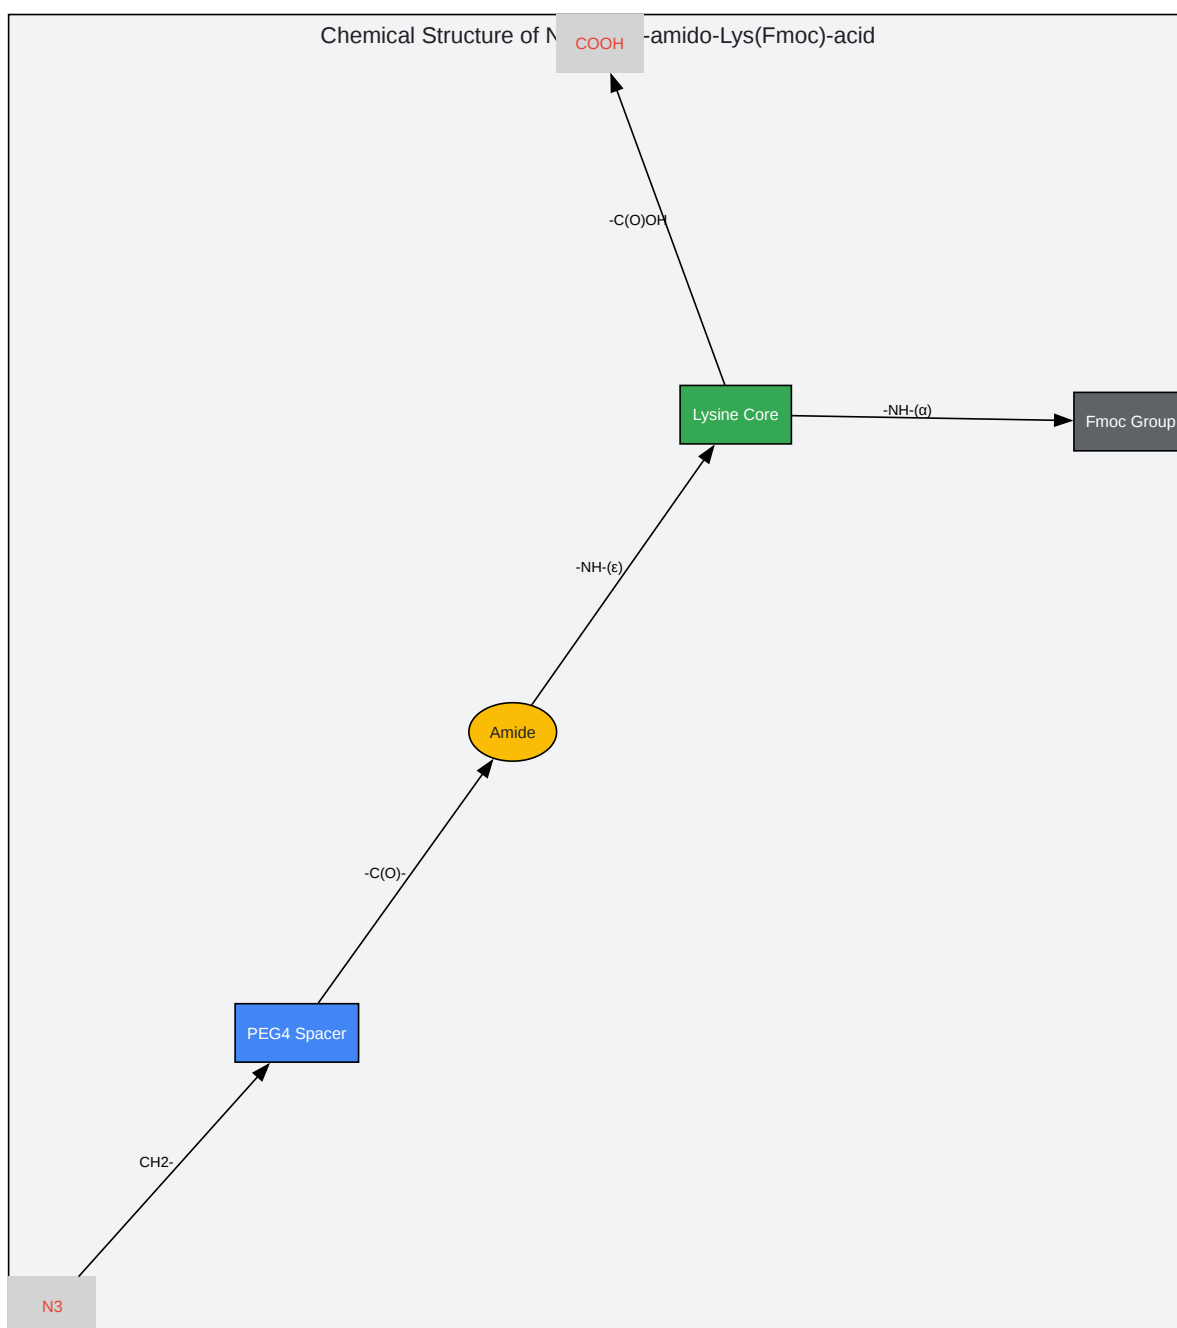 Chemical Structure of N -amido-Lys(Fmoc)-acid
COOH
-C(O)OH
Lysine Core
-NH-(α)
Fmoc Group
-NH-(ε)
Amide
-C(O)-
PEG4 Spacer
CH2-
N3